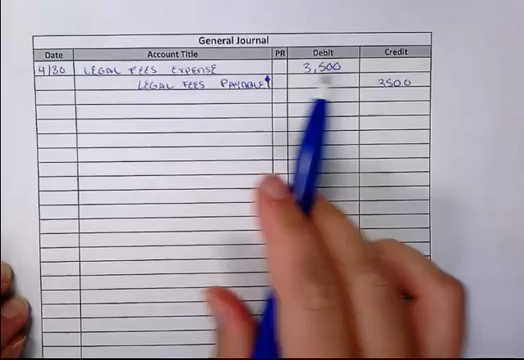 General Journal
Date Account Title PR Debit Credit
4/30 LEGAL FEES EXPENSE 3,500
LEGAL FEES PAYABLE 3500